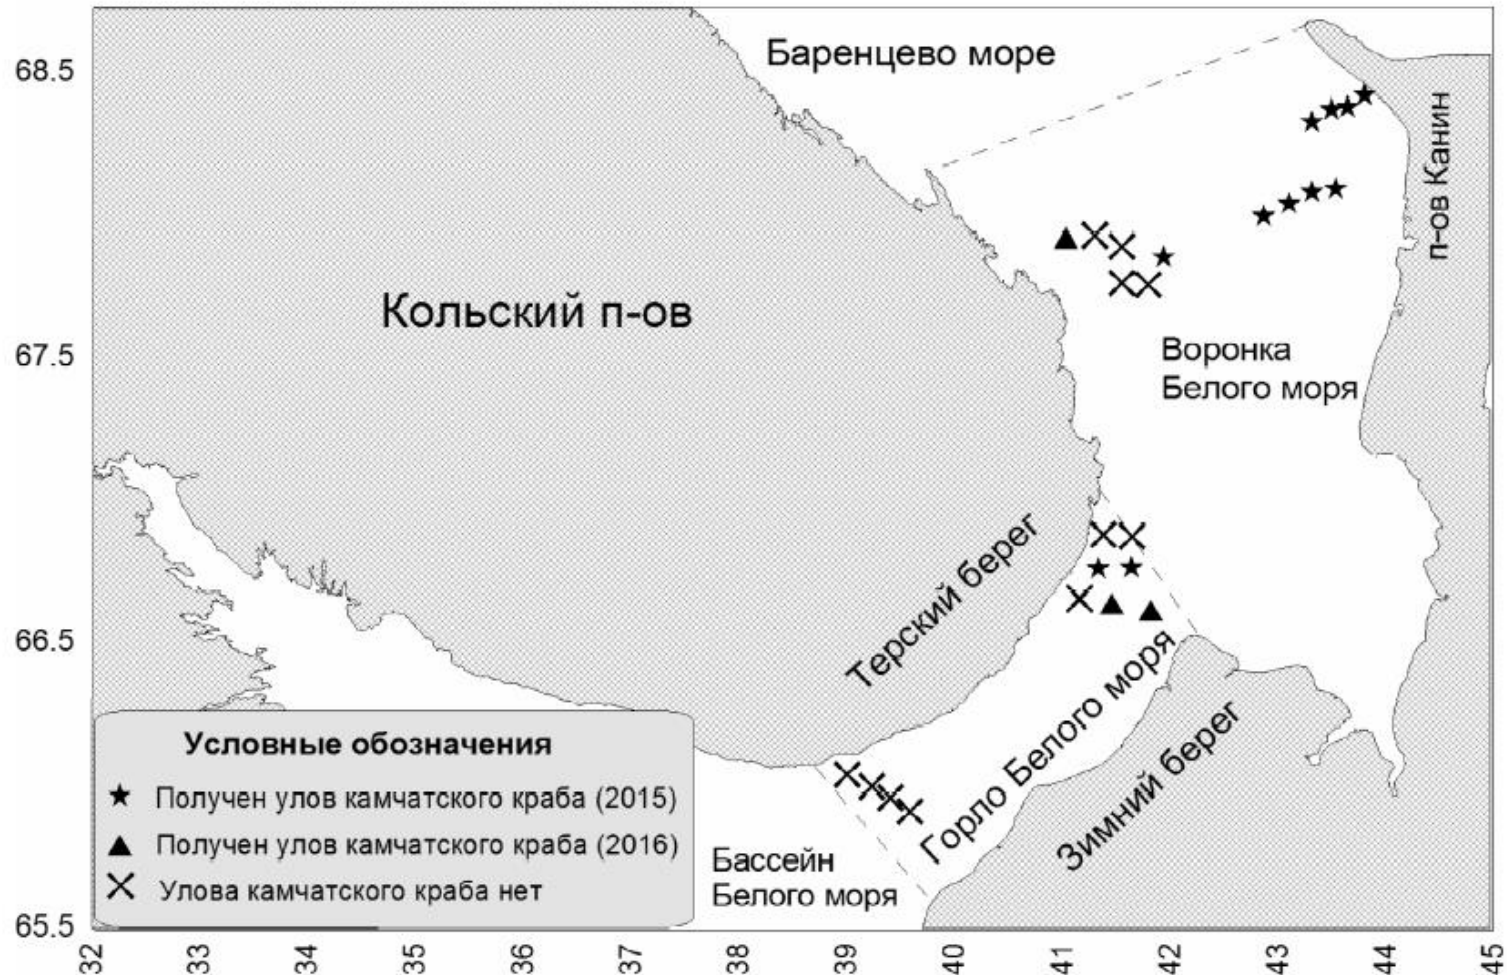 Баренцево море
68.5
п-ов Канин
Кольский п-ов
67.5
Воронка
Белого моря
Терский берег
66.5
Горло Белого моря
Зимний берег
Условные обозначения
Получен улов камчатского краба (2015)
Получен улов камчатского краба (2016)
Улова камчатского краба нет
Бассейн
Белого моря
65.5
32 33 34 35 36 37 38 39 40 41 42 43 44 45